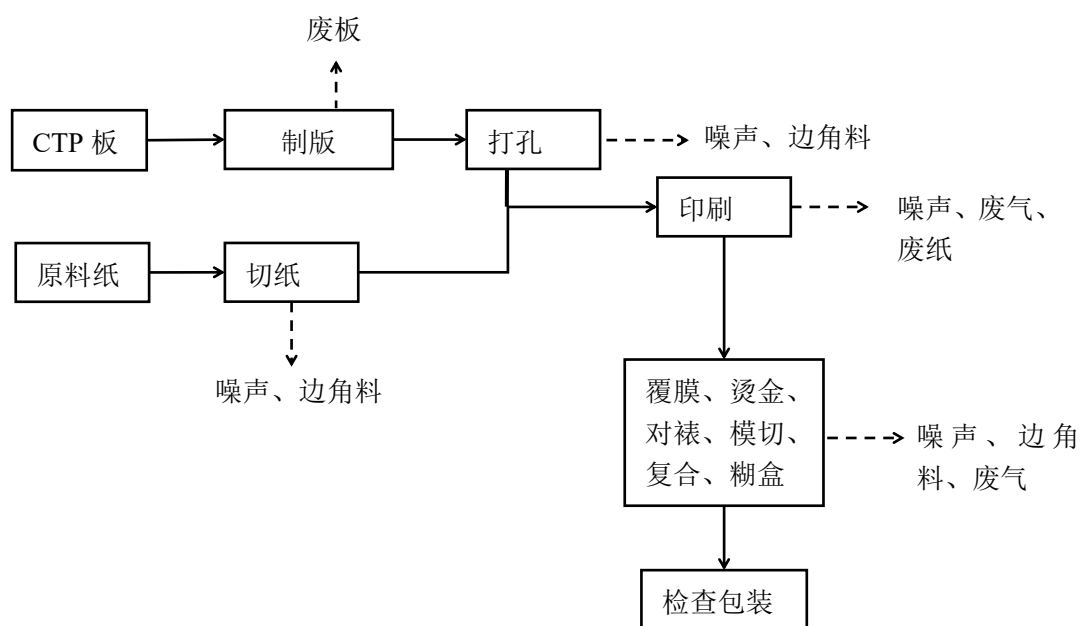 废板
CTP 板
制版
打孔
噪声、边角料
印刷
噪声、废气、
废纸
原料纸
切纸
噪声、边角料
覆膜、烫金、
对裱、模切、
复合、糊盒
噪声、边角
料、废气
检查包装